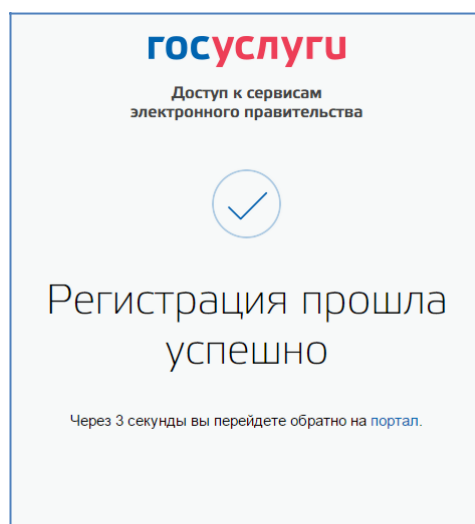 госуслуги
Доступ к сервисам
электронного правительства
Регистрация прошла
успешно
Через 3 секунды вы перейдете обратно на портал.